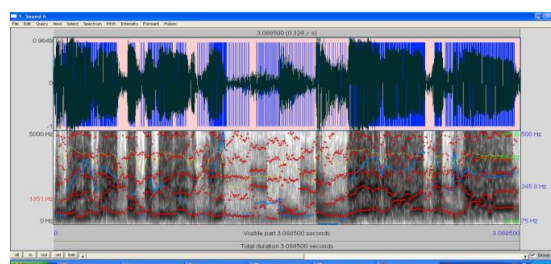 1. Sound h
File Edit Query View Select Spectrum Pitch Intensity Formant Pulses
3.088500 (0.324 / s)
0.9648
0
-1
5000 Hz
500 Hz
1351 Hz
245.8 Hz
0 Hz
75 Hz
0
Visible part 3.088500 seconds
3.088500
Total duration 3.088500 seconds
all in out sel bak
Group